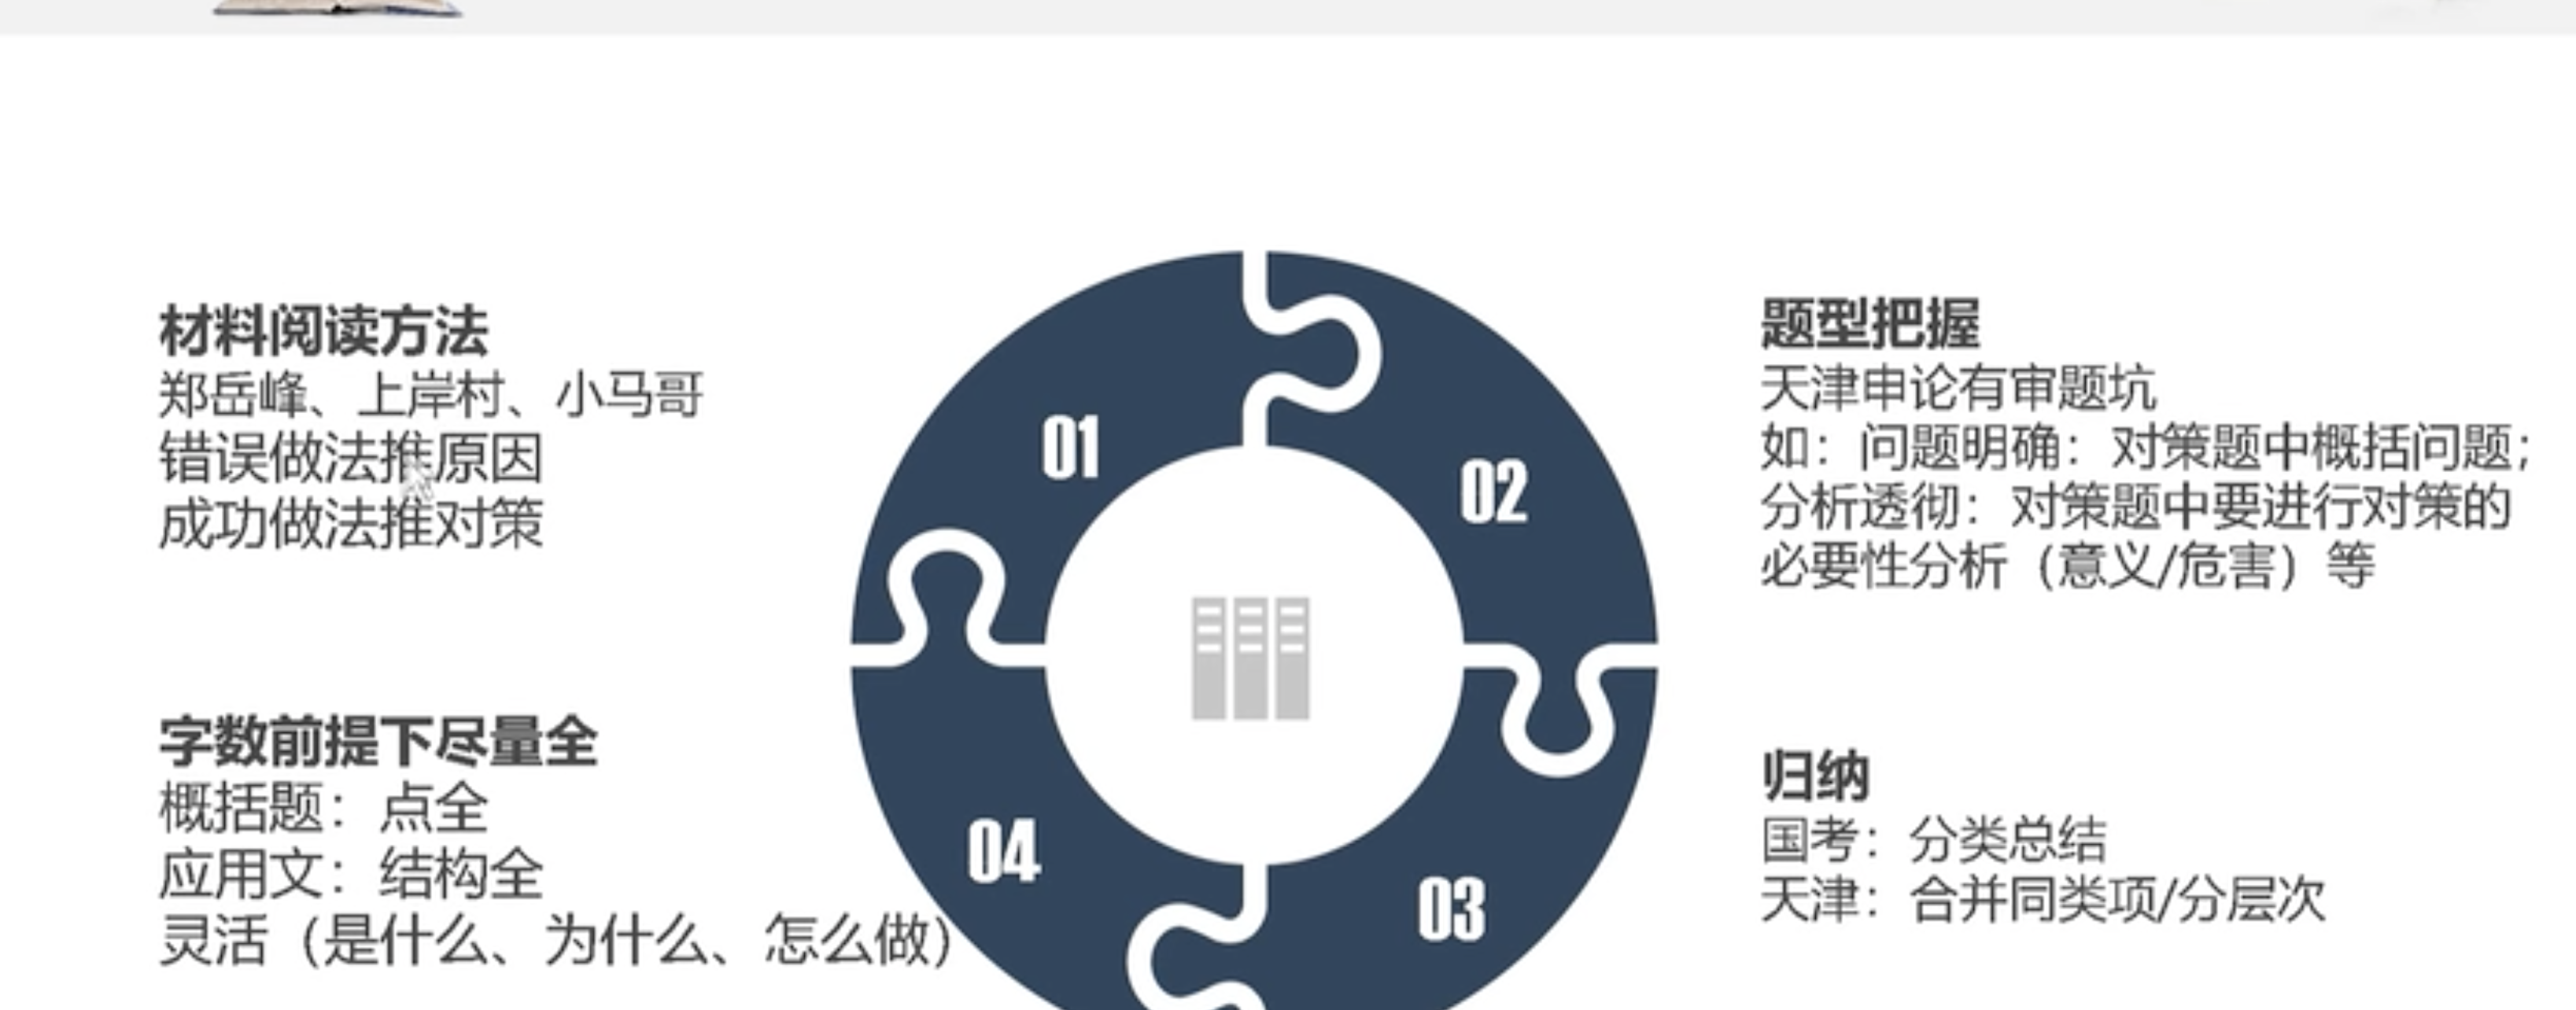 材料阅读方法
郑岳峰、上岸村、小马哥
错误做法推原因
成功做法推对策
01
02
题型把握
天津申论有审题坑
如：问题明确：对策题中概括问题；
分析透彻：对策题中要进行对策的
必要性分析（意义/危害）等
字数前提下尽量全
概括题：点全
应用文：结构全
灵活（是什么、为什么、怎么做）
04
03
归纳
国考：分类总结
天津：合并同类项/分层次